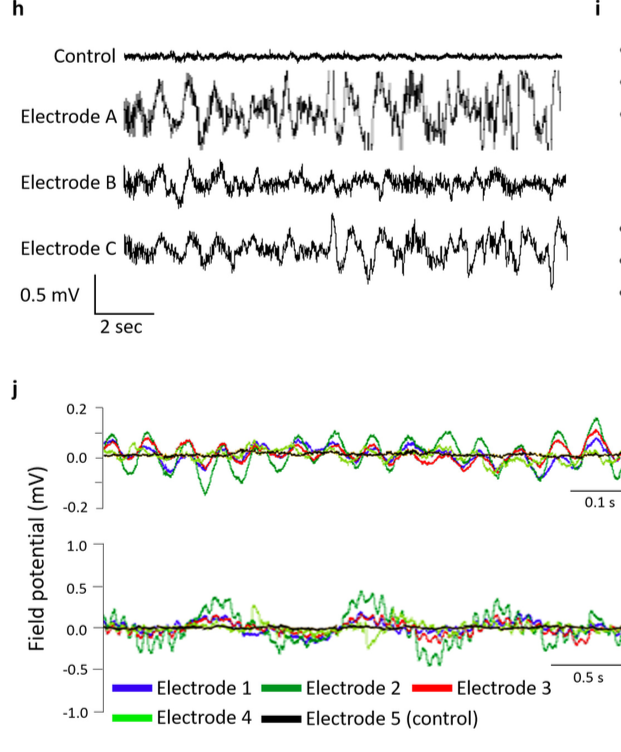 h
i
Control
Electrode A
Electrode B
Electrode C
0.5 mV
2 sec
j
Field potential (mV)
0.2
0.0
-0.2
0.1 s
1.0
0.5
0.0
-0.5
-1.0
0.5 s
Electrode 1 Electrode 2 Electrode 3
Electrode 4 Electrode 5 (control)